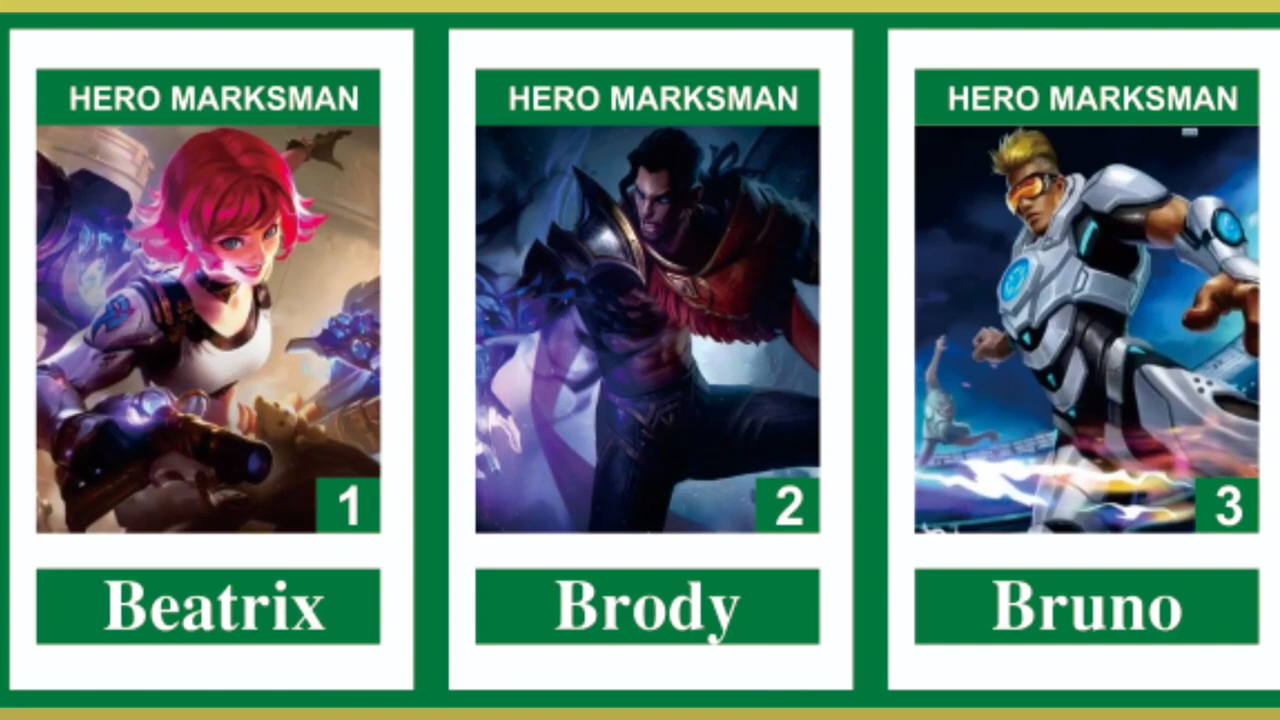 HERO MARKSMAN
1
Beatrix
HERO MARKSMAN
2
Brody
HERO MARKSMAN
3
Bruno